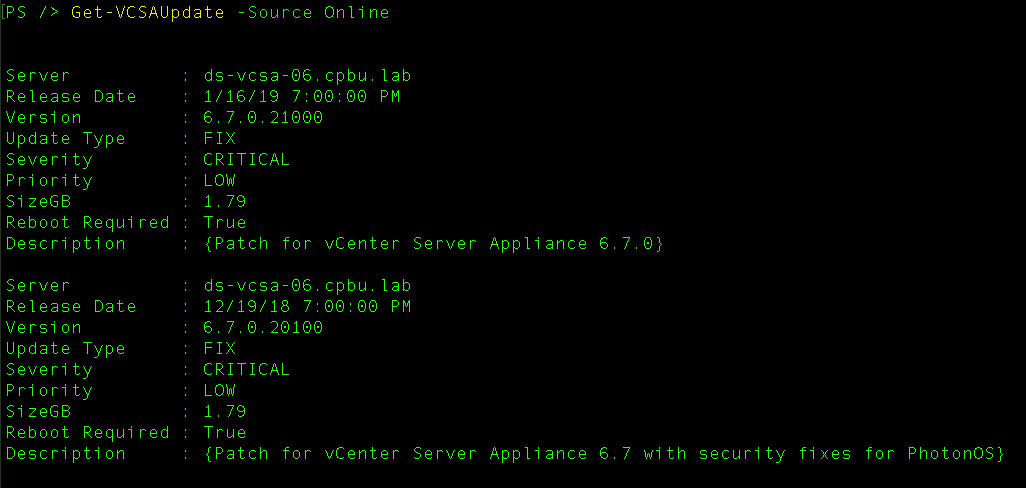 [PS /> Get-VCSAUpdate -Source Online
Server : ds-vcsa-06.cpbu.lab
Release Date : 1/16/19 7:00:00 PM
Version : 6.7.0.21000
Update Type : FIX
Severity : CRITICAL
Priority : LOW
SizeGB : 1.79
Reboot Required : True
Description : {Patch for vCenter Server Appliance 6.7.0}
Server : ds-vcsa-06.cpbu.lab
Release Date : 12/19/18 7:00:00 PM
Version : 6.7.0.20100
Update Type : FIX
Severity : CRITICAL
Priority : LOW
SizeGB : 1.79
Reboot Required : True
Description : {Patch for vCenter Server Appliance 6.7 with security fixes for PhotonOS}